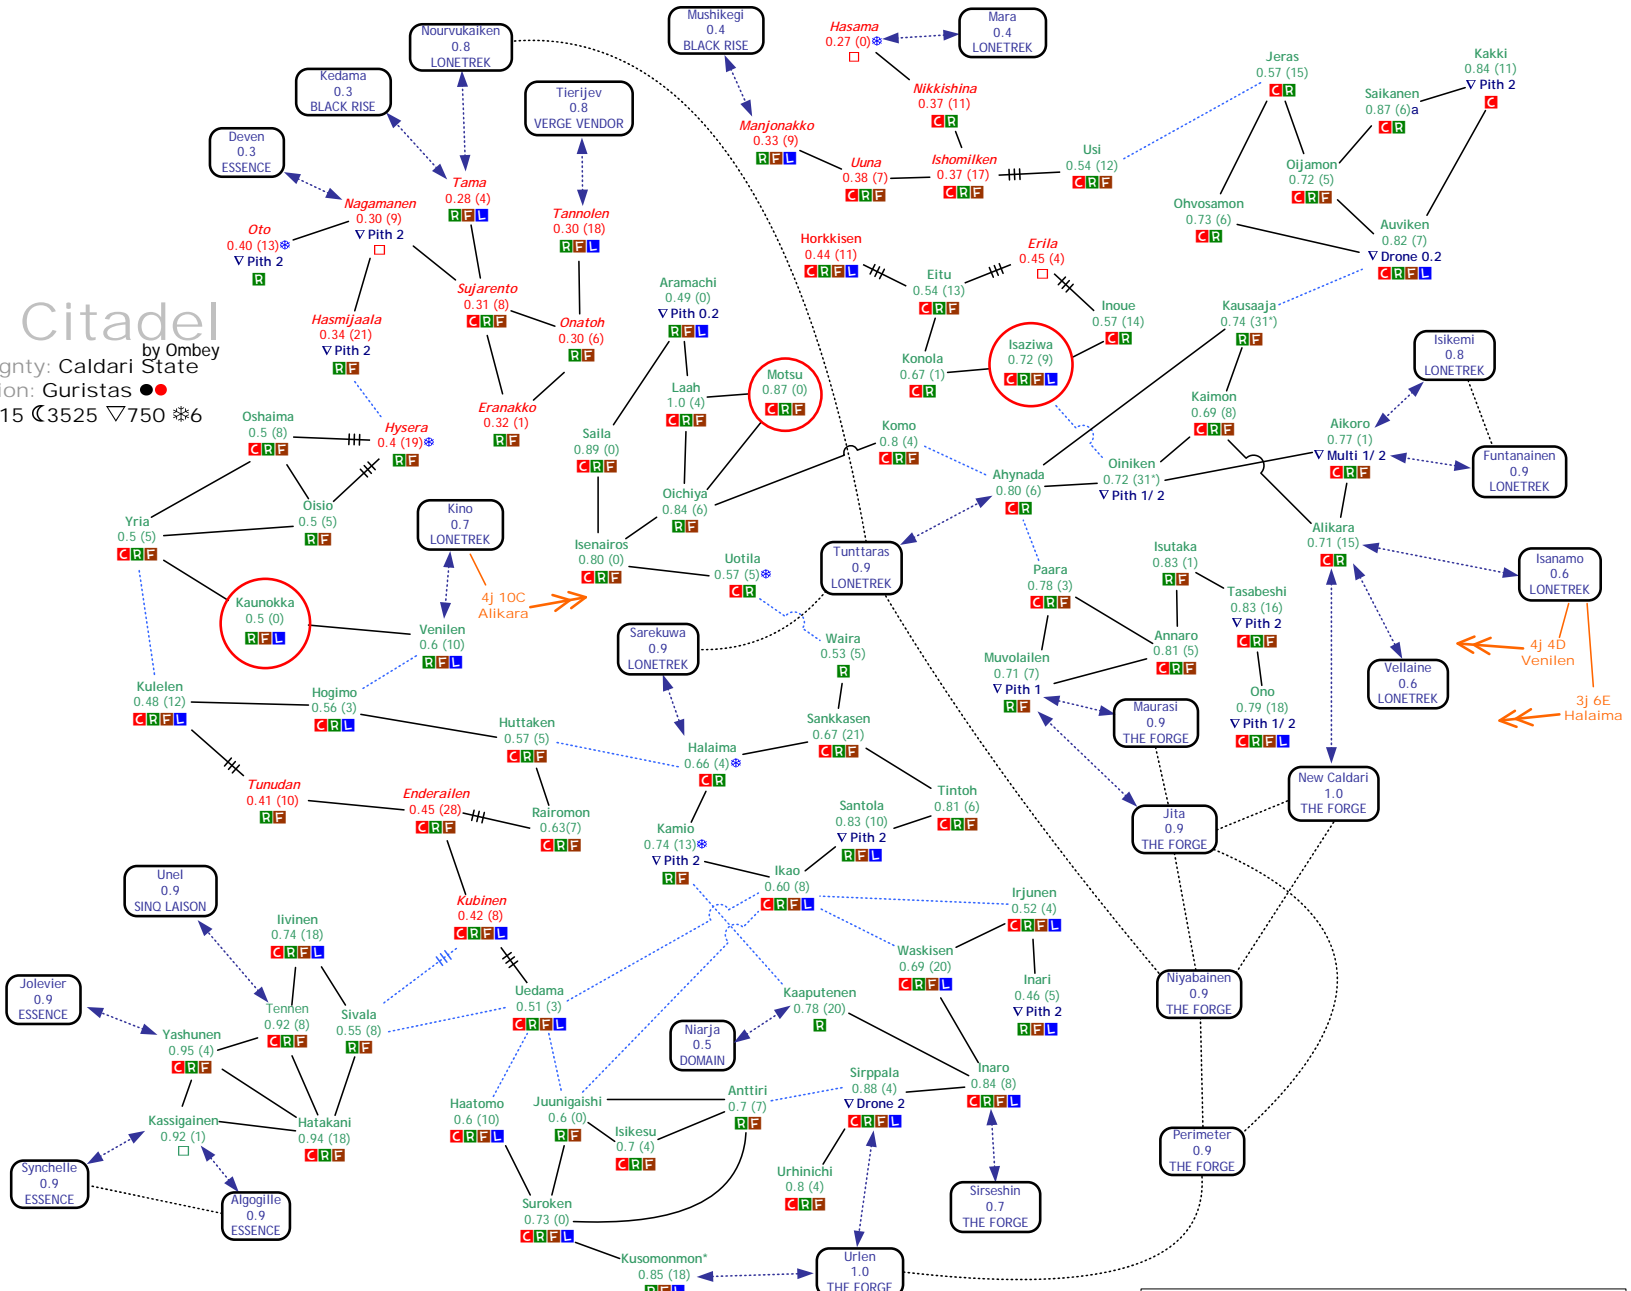 Nourvukaiken
0.8
LONETREK
Mushikegi
0.4
BLACK RISE
Hasama
0.27 (0)❄
Mara
0.4
LONETREK
Kedama
0.3
BLACK RISE
Tierijev
0.8
VERGE VENDOR
Nikkishina
0.37 (11)
C R
Jeras
0.57 (15)
C R
Kakki
0.84 (11)
▽ Pith 2
C
Saikanen
0.87 (6)a
C R
Deven
0.3
ESSENCE
Manjonakko
0.33 (9)
R F L
Uuna
0.38 (7)
C R F
Ishomilken
0.37 (17)
C R F
Usi
0.54 (12)
C R F
Oijamon
0.72 (5)
C R F
Tama
0.28 (4)
R F L
Nagamanen
0.30 (9)
▽ Pith 2
Tannolen
0.30 (18)
R F L
Ohvosamon
0.73 (6)
C R
Auviken
0.82 (7)
▽ Drone 0.2
C R F L
Oto
0.40 (13)❄
▽ Pith 2
R
Horkkisen
0.44 (11)
C R F L
Erila
0.45 (4)
Eitu
0.54 (13)
C R F
Sujarento
0.31 (8)
C R F
Aramachi
0.49 (0)
▽ Pith 0.2
R F L
Inoue
0.57 (14)
C R
Kausaaja
0.74 (31*)
R F
Citadel
by Ombey
gnty: Caldari State
ion: Guristas
15 ☾3525 ▽750 ❄6
Hasmijaala
0.34 (21)
▽ Pith 2
R F
Onatoh
0.30 (6)
R F
Isaziwa
0.72 (9)
C R F L
Isikemi
0.8
LONETREK
Konola
0.67 (1)
C R
Motsu
0.87 (0)
C R F
Laah
1.0 (4)
C R F
Kaimon
0.69 (8)
C R F
Eranakko
0.32 (1)
R F
Oshaima
0.5 (8)
C R F
Hysera
0.4 (19)❄
R F
Saila
0.89 (0)
C R F
Komo
0.8 (4)
C R F
Aikoro
0.77 (1)
▽ Multi 1/ 2
C R F
Funtanainen
0.9
LONETREK
Ahynada
0.80 (6)
C R
Oiniken
0.72 (31*)
▽ Pith 1/ 2
Oichiya
0.84 (6)
R F
Oisio
0.5 (5)
R F
Yria
0.5 (5)
C R F
Kino
0.7
LONETREK
Isenairos
0.80 (0)
C R F
Uotila
0.57 (5)❄
C R
Tunttaras
0.9
LONETREK
Alikara
0.71 (15)
C R
Isutaka
0.83 (1)
R F
Isanamo
0.6
LONETREK
Paara
0.78 (3)
C R F
Tasabeshi
0.83 (16)
▽ Pith 2
C R F
4j 10C
Alikara
Kaunokka
0.5 (0)
R F L
Venilen
0.6 (10)
R F L
Sarekuwa
0.9
LONETREK
Waira
0.53 (5)
R
Annaro
0.81 (5)
C R F
4j 4D
Venilen
Muvolailen
0.71 (7)
▽ Pith 1
R F
Vellaine
0.6
LONETREK
Kulelen
0.48 (12)
C R F L
Hogimo
0.56 (3)
C R L
Ono
0.79 (18)
▽ Pith 1/ 2
C R F L
3j 6E
Halaima
Maurasi
0.9
THE FORGE
Huttaken
0.57 (5)
C R F
Sankkasen
0.67 (21)
C R F
Halaima
0.66 (4)❄
C R
New Caldari
1.0
THE FORGE
Tunudan
0.41 (10)
R F
Enderailen
0.45 (28)
C R F
Rairomon
0.63(7)
C R F
Tintoh
0.81 (6)
C R F
Santola
0.83 (10)
▽ Pith 2
R F L
Jita
0.9
THE FORGE
Kamio
0.74 (13)❄
▽ Pith 2
R F
Unel
0.9
SINQ LAISON
Ikao
0.60 (8)
C R F L
Irjunen
0.52 (4)
C R F L
Kubinen
0.42 (8)
C R F L
Iivinen
0.74 (18)
C R F L
Waskisen
0.69 (20)
C R F L
Jolevier
0.9
ESSENCE
Inari
0.46 (5)
▽ Pith 2
R F L
Niyabainen
0.9
THE FORGE
Uedama
0.51 (3)
C R F L
Kaaputenen
0.78 (20)
R
Tennen
0.92 (8)
C R F
Sivala
0.55 (8)
R F
Niarja
0.5
DOMAIN
Yashunen
0.95 (4)
C R F
Inaro
0.84 (8)
C R F L
Sirppala
0.88 (4)
▽ Drone 2
C R F L
Haatomo
0.6 (10)
C R F L
Juunigaishi
0.6 (0)
R F
Anttiri
0.7 (7)
R F
Kassigainen
0.92 (1)
Hatakani
0.94 (18)
C R F
Isikesu
0.7 (4)
C R F
Perimeter
0.9
THE FORGE
Synchelle
0.9
ESSENCE
Urhinichi
0.8 (4)
C R F
Sirseshin
0.7
THE FORGE
Algogille
0.9
ESSENCE
Suroken
0.73 (0)
C R F L
Kusomonmon*
0.85 (18)
R F L
Urlen
1.0
THE FORGE